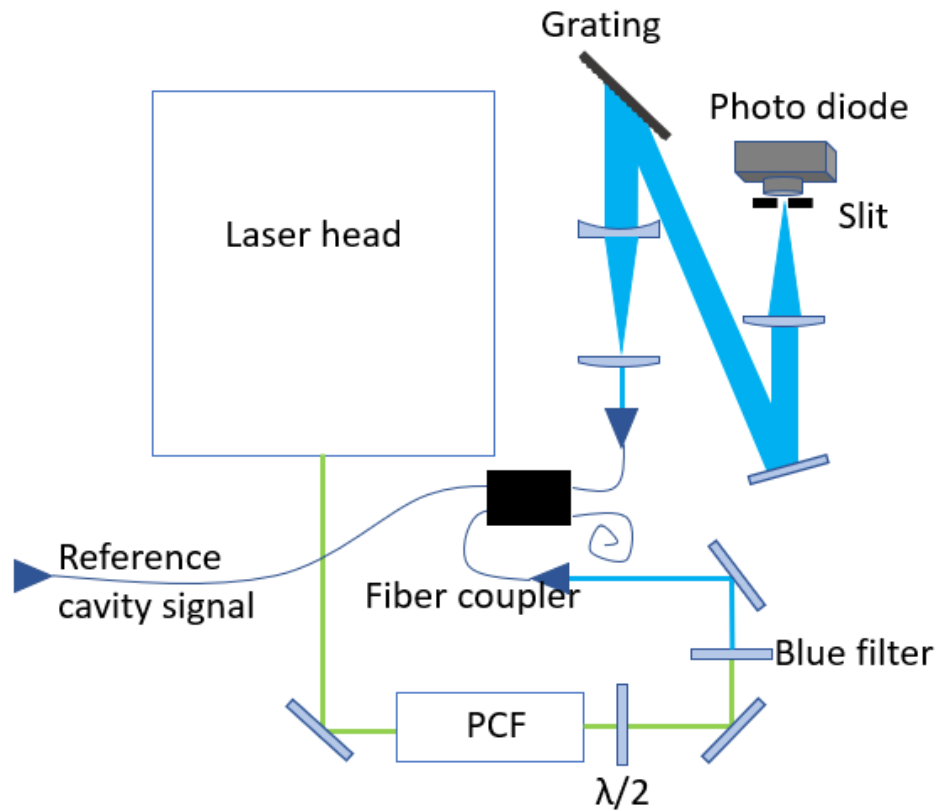 Grating
Photo diode
Slit
Laser head
Reference
cavity signal
Fiber coupler
Blue filter
PCF
λ/2